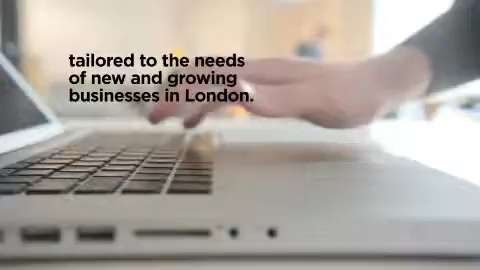 tailored to the needs
of new and growing
businesses in London.